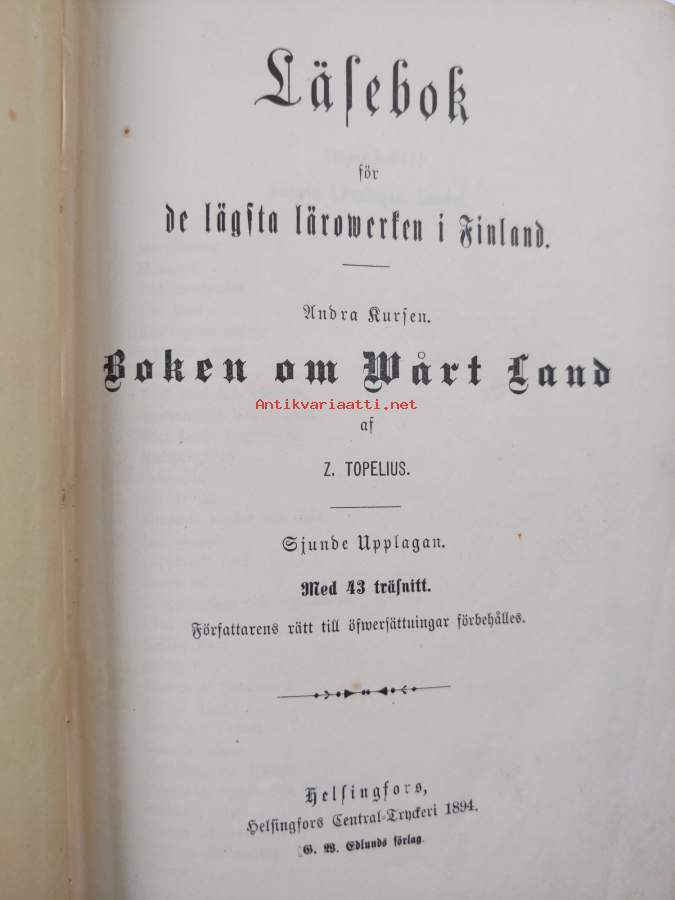 Läsebok
för
de lägsta lärowerken i Finland.
Andra Kursen.
Boken om Wårt Land
Antikvariaatti.net
af
Z. TOPELIUS.
Sjunde Upplagan.
Med 43 träsnitt.
Författarens rätt till öfwersättningar förbehålles.
Helsingfors,
Helsingfors Central-Tryckeri 1894.
G. W. Edlunds förlag.